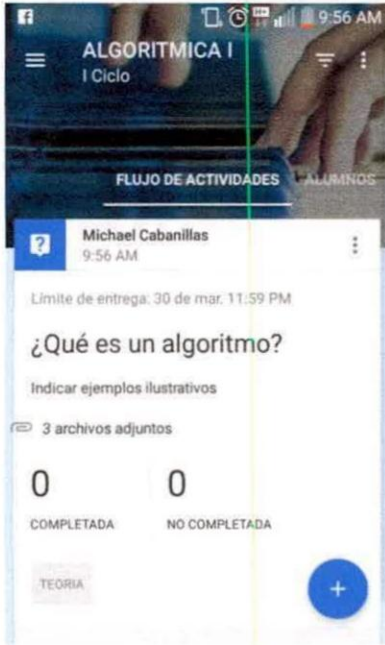 9:56 AM
ALGORITMICA I
I Ciclo
FLUJO DE ACTIVIDADES ALUMNOS
Michael Cabanillas
9:56 AM
Límite de entrega: 30 de mar. 11:59 PM
¿Qué es un algoritmo?
Indicar ejemplos ilustrativos
3 archivos adjuntos
0 0
COMPLETADA NO COMPLETADA
TEORIA